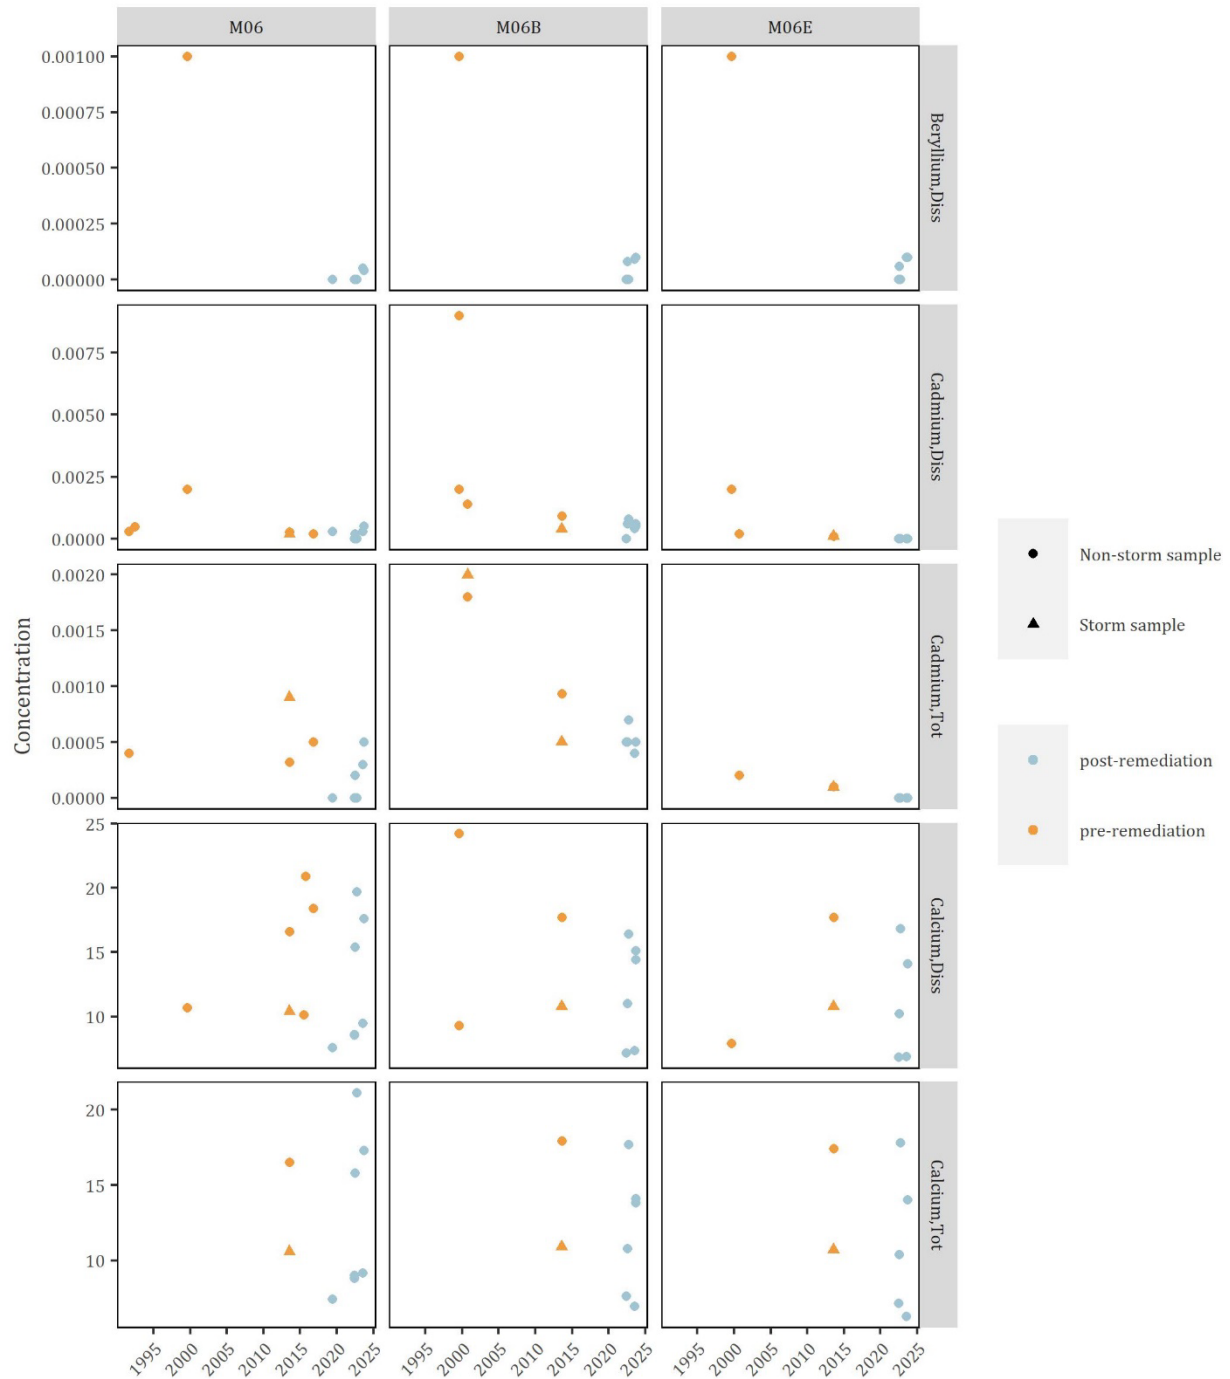 M06 M06B M06E
0.00100
0.00075
0.00050
0.00025
0.00000
Beryllium,Diss
0.0075
0.0050
0.0025
0.0000
Cadmium,Diss
0.0020
0.0015
0.0010
0.0005
0.0000
Cadmium,Tot
25
20
15
10
Calcium,Diss
20
15
10
Calcium,Tot
Concentration
1995 2000 2005 2010 2015 2020 2025 1995 2000 2005 2010 2015 2020 2025 1995 2000 2005 2010 2015 2020 2025
Non-storm sample
Storm sample
post-remediation
pre-remediation